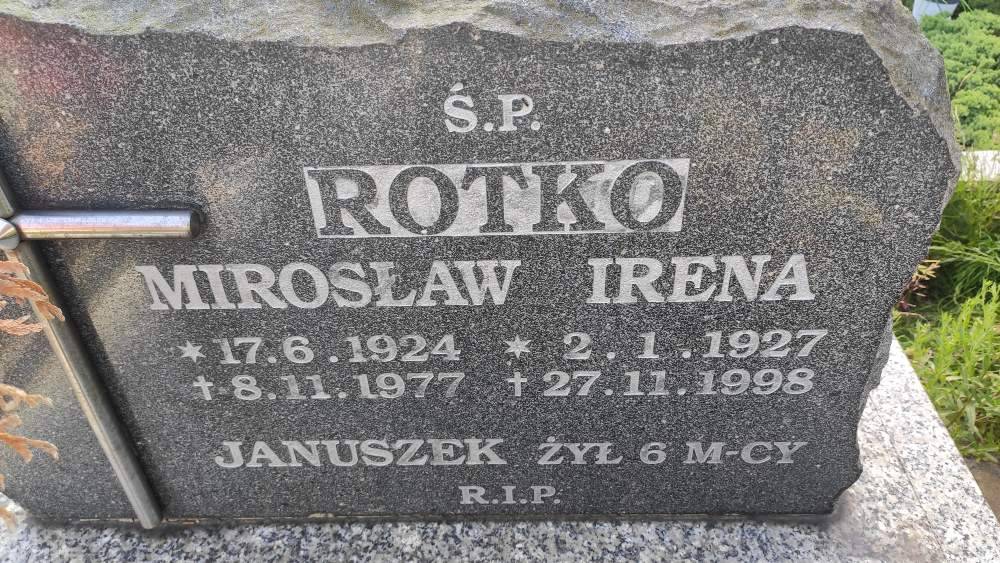 Ś.P.
ROTKO
MIROSŁAW IRENA
* 17.6.1924 * 2.1.1927
† 8.11.1977 † 27.11.1998
JANUSZEK ŻYŁ 6 M-CY
R.I.P.